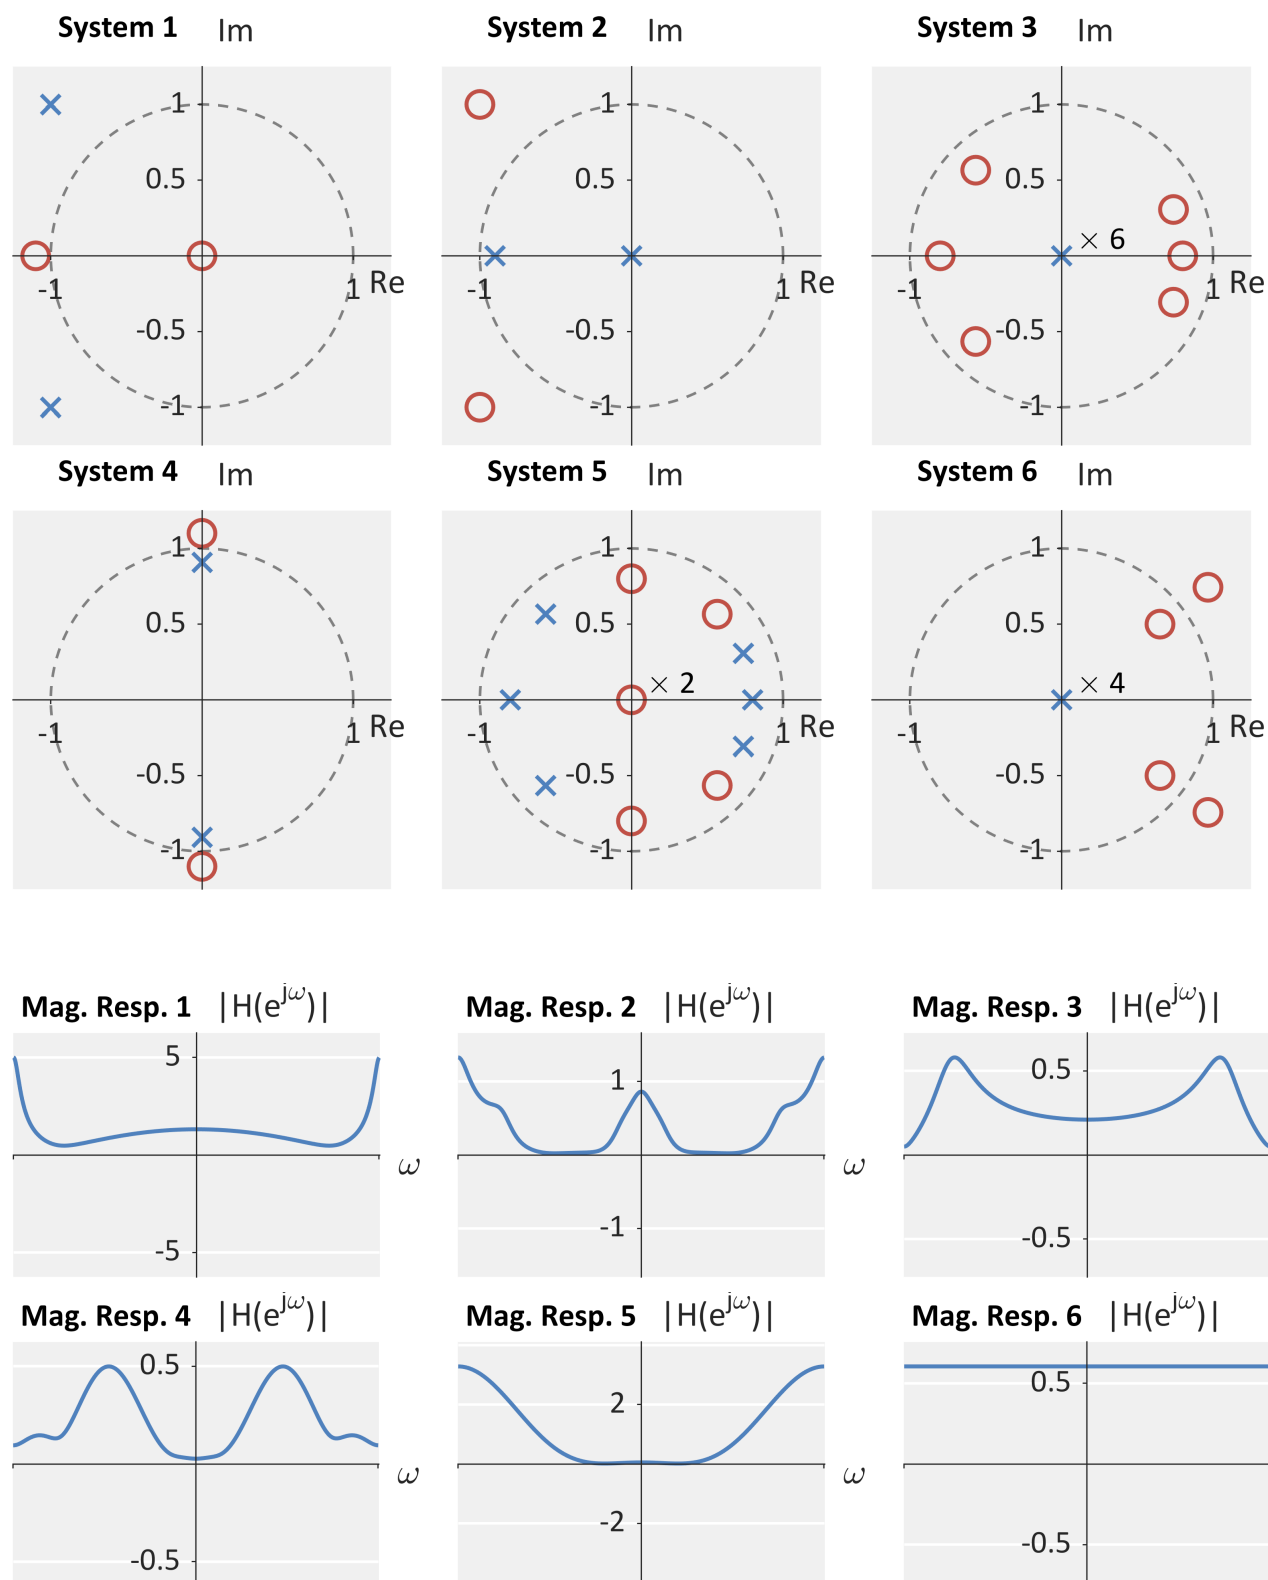 System 1 Im
1
0.5
-1 1 Re
-0.5
-1
System 2 Im
1
0.5
-1 1
-0.5
-1
System 3 Im
1
0.5
× 6
-1 1 Re
-0.5
-1
System 4 Im
1
0.5
-1 1 Re
-0.5
-1
System 5 Im
1
0.5
× 2
-1 1
-0.5
-1
System 6 Im
1
0.5
× 4
-1 1 Re
-0.5
-1
Mag. Resp. 1 |H(e^{jω})|
5
ω
-5
Mag. Resp. 2 |H(e^{jω})|
1
ω
-1
Mag. Resp. 3 |H(e^{jω})|
0.5
-0.5
Mag. Resp. 4 |H(e^{jω})|
0.5
ω
-0.5
Mag. Resp. 5 |H(e^{jω})|
2
ω
-2
Mag. Resp. 6 |H(e^{jω})|
0.5
-0.5